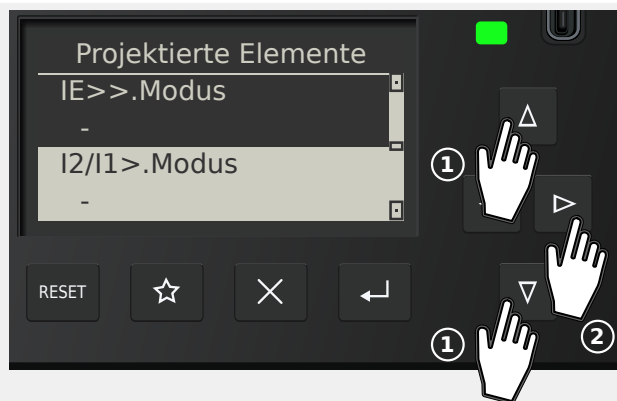 Projektierte Elemente
IE>>.Modus
-
I2/I1>.Modus
-
1
RESET
1
2